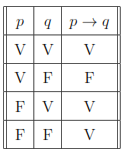 p q p → q
V V V
V F F
F V V
F F V